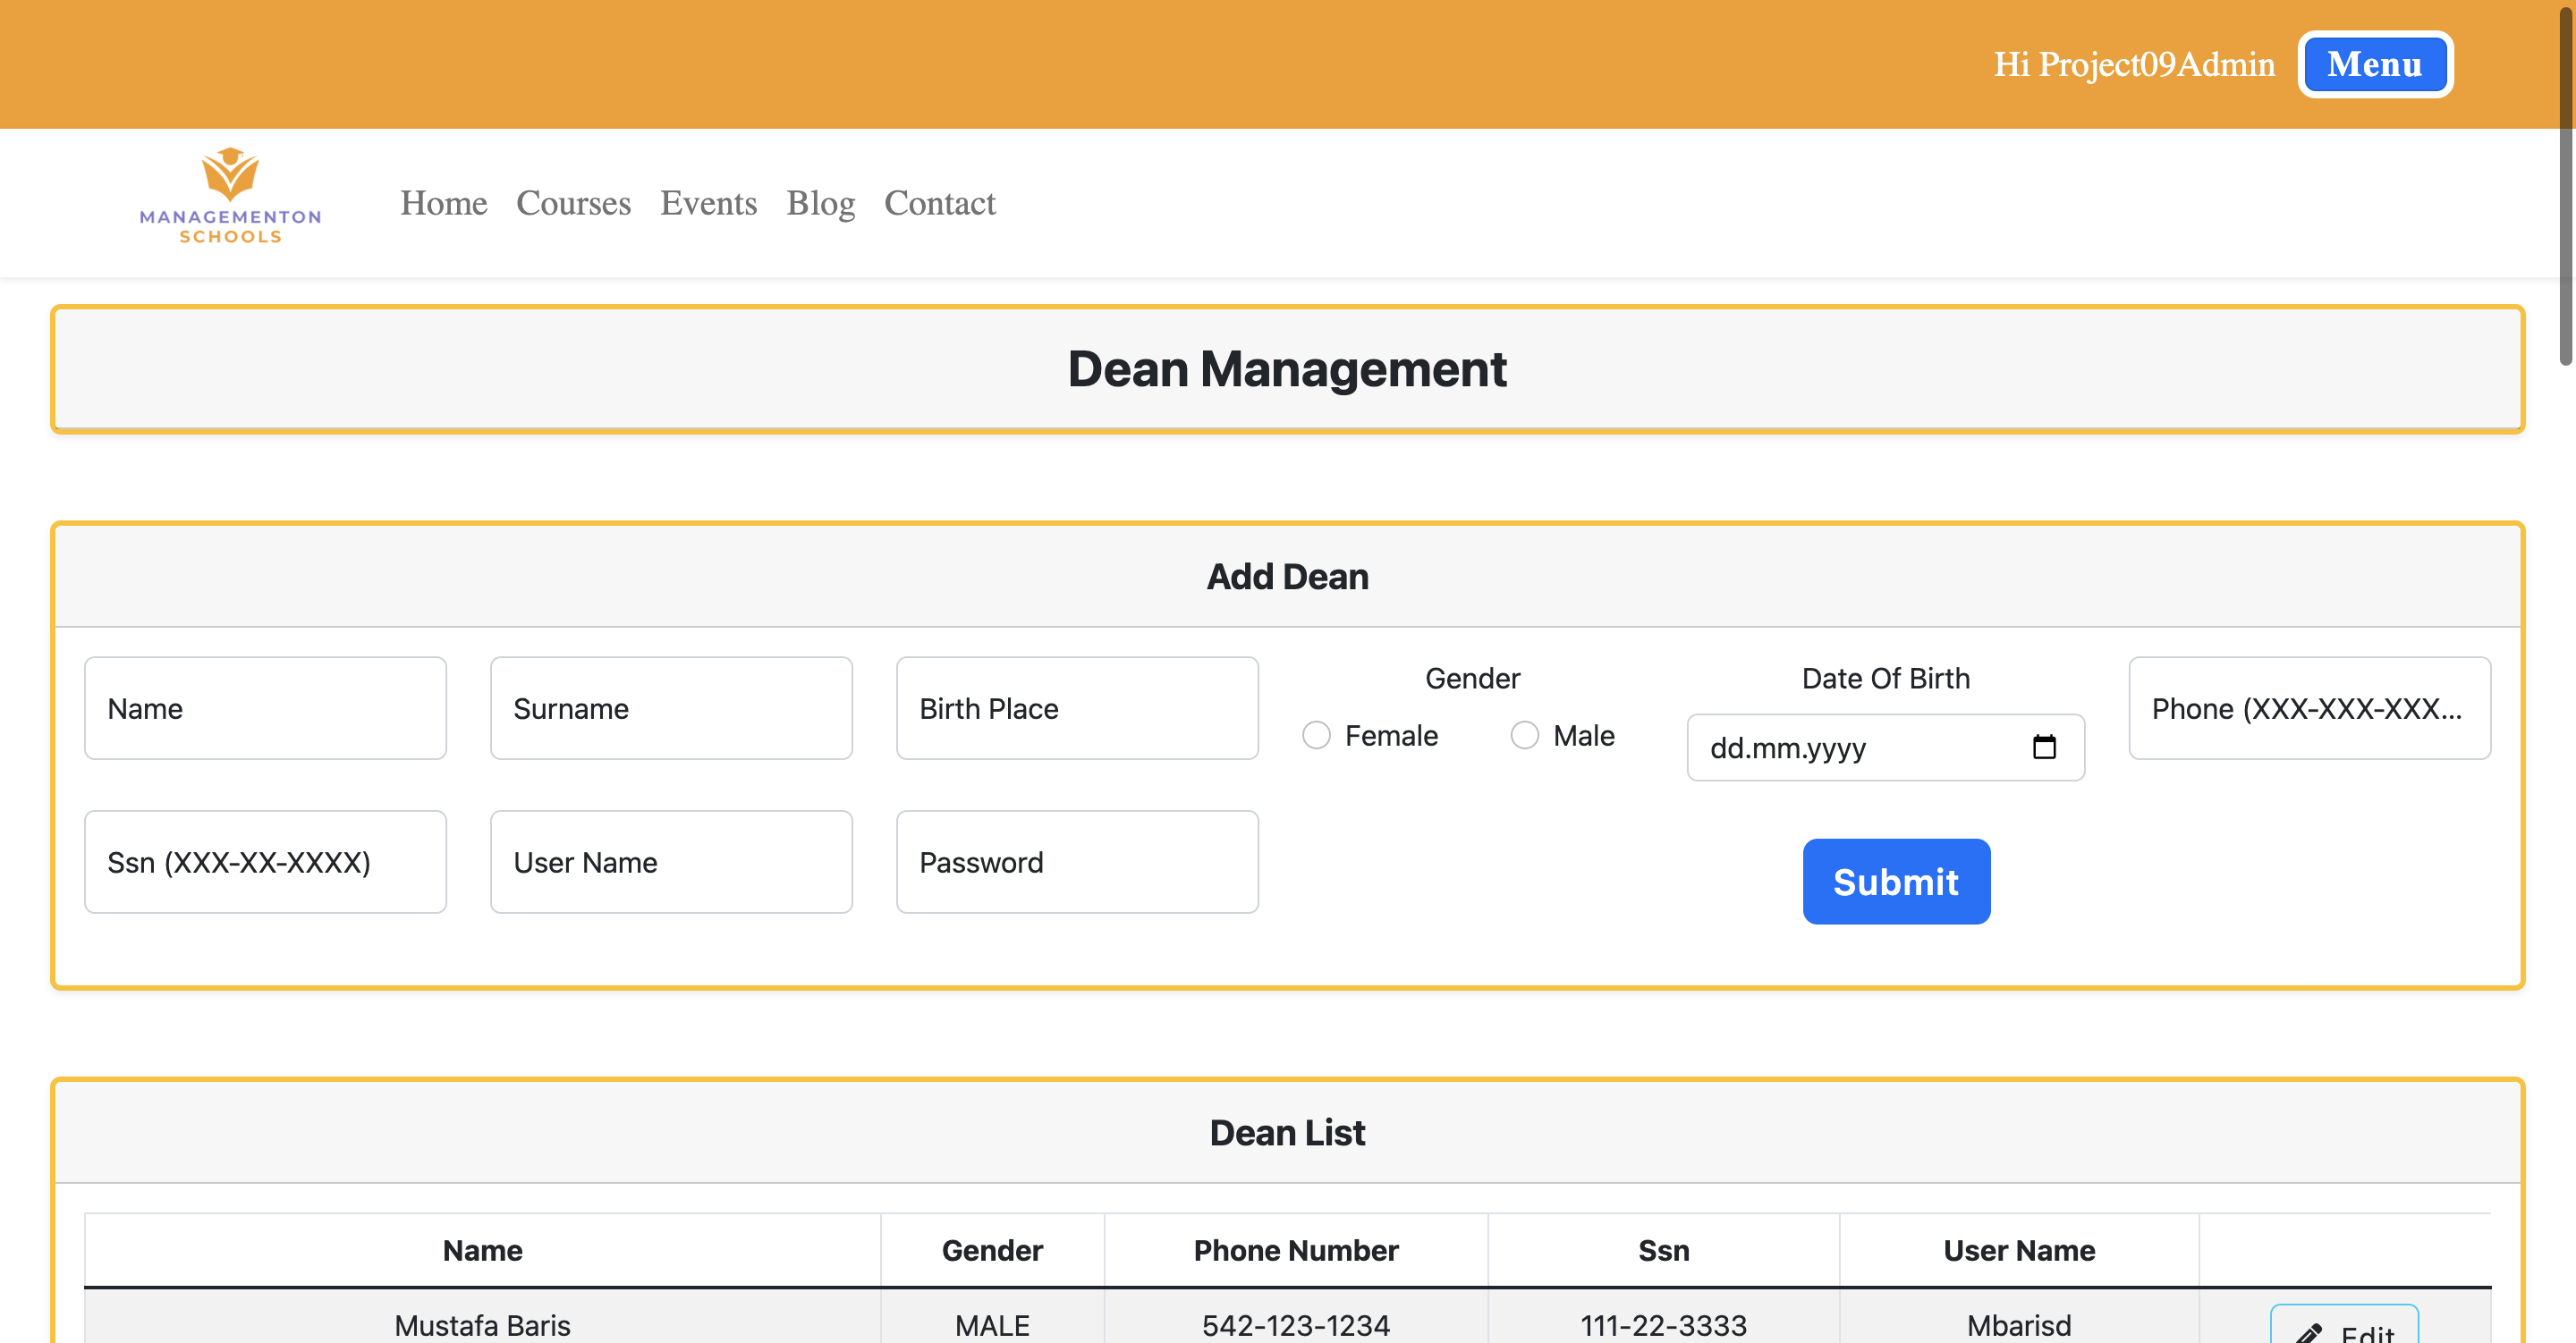 Hi Project09Admin Menu
MANAGEMENTON
SCHOOLS
Home Courses Events Blog Contact
Dean Management
Add Dean
Name Surname Birth Place Gender Female Male Date Of Birth dd.mm.yyyy Phone (XXX-XXX-XXX...
Ssn (XXX-XX-XXXX) User Name Password Submit
Dean List
Name Gender Phone Number Ssn User Name
Mustafa Baris MALE 542-123-1234 111-22-3333 Mbarisd Edit